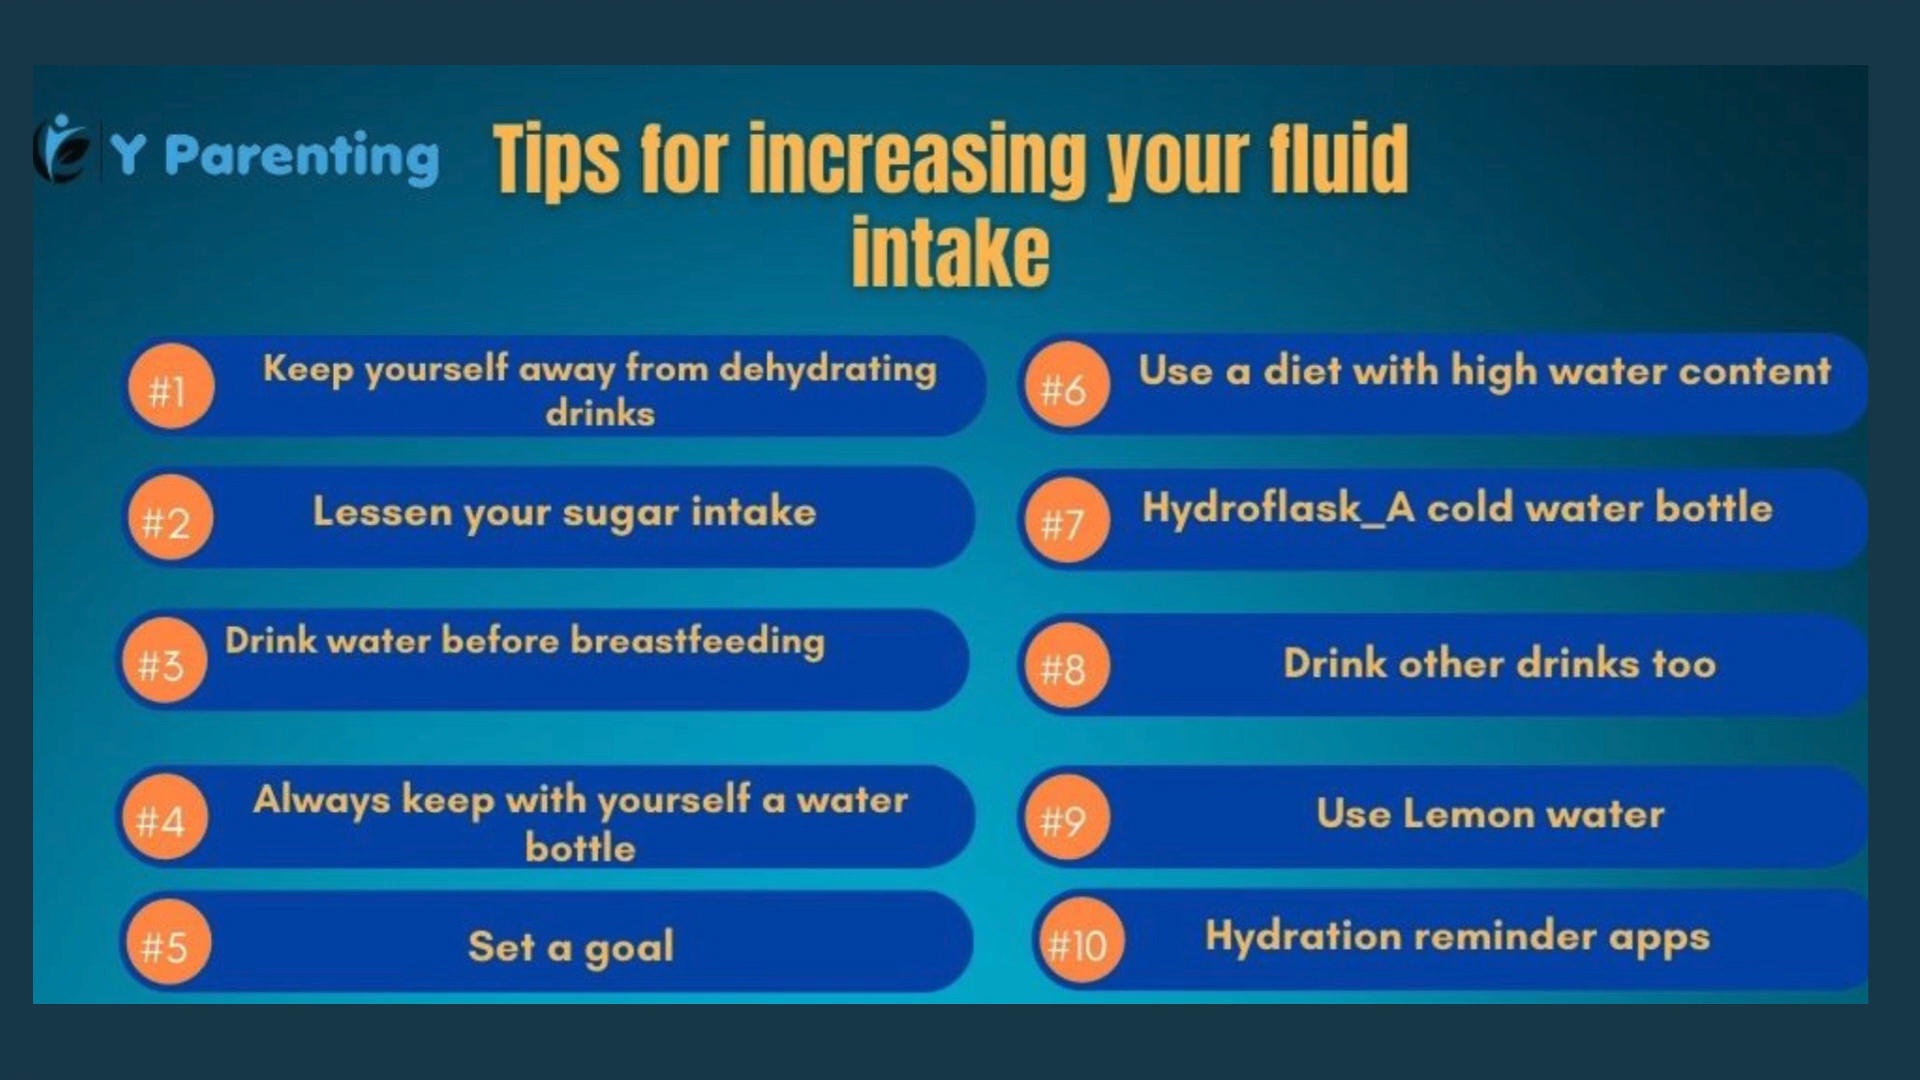 Y Parenting
Tips for increasing your fluid
intake
#1
Keep yourself away from dehydrating
drinks
#2
Lessen your sugar intake
#3
Drink water before breastfeeding
#4
Always keep with yourself a water
bottle
#5
Set a goal
#6
Use a diet with high water content
#7
Hydroflask_A cold water bottle
#8
Drink other drinks too
#9
Use Lemon water
#10
Hydration reminder apps